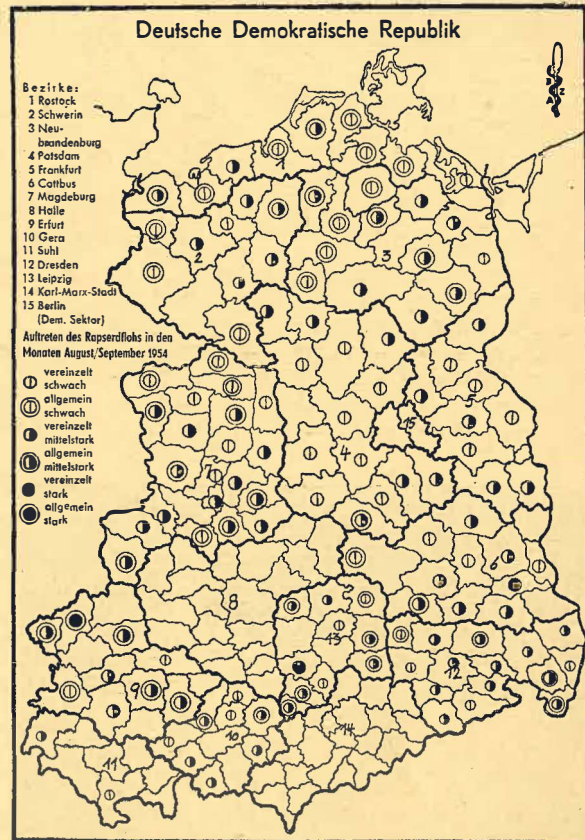 Deutsche Demokratische Republik
Bezirke:
1 Rostock
2 Schwerin
3 Neu-
brandenburg
4 Potsdam
5 Frankfurt
6 Cottbus
7 Magdeburg
8 Halle
9 Erfurt
10 Gera
11 Suhl
12 Dresden
13 Leipzig
14 Karl-Marx-Stadt
15 Berlin
(Dem. Sektor)
Auftreten des Rapserdflohs in den
Monaten August/September 1954
vereinzelt
schwach
allgemein
schwach
vereinzelt
mittelstark
allgemein
mittelstark
vereinzelt
stark
allgemein
stark
1
2
3
5
15
4
7
6
8
13
12
9
10
14
11